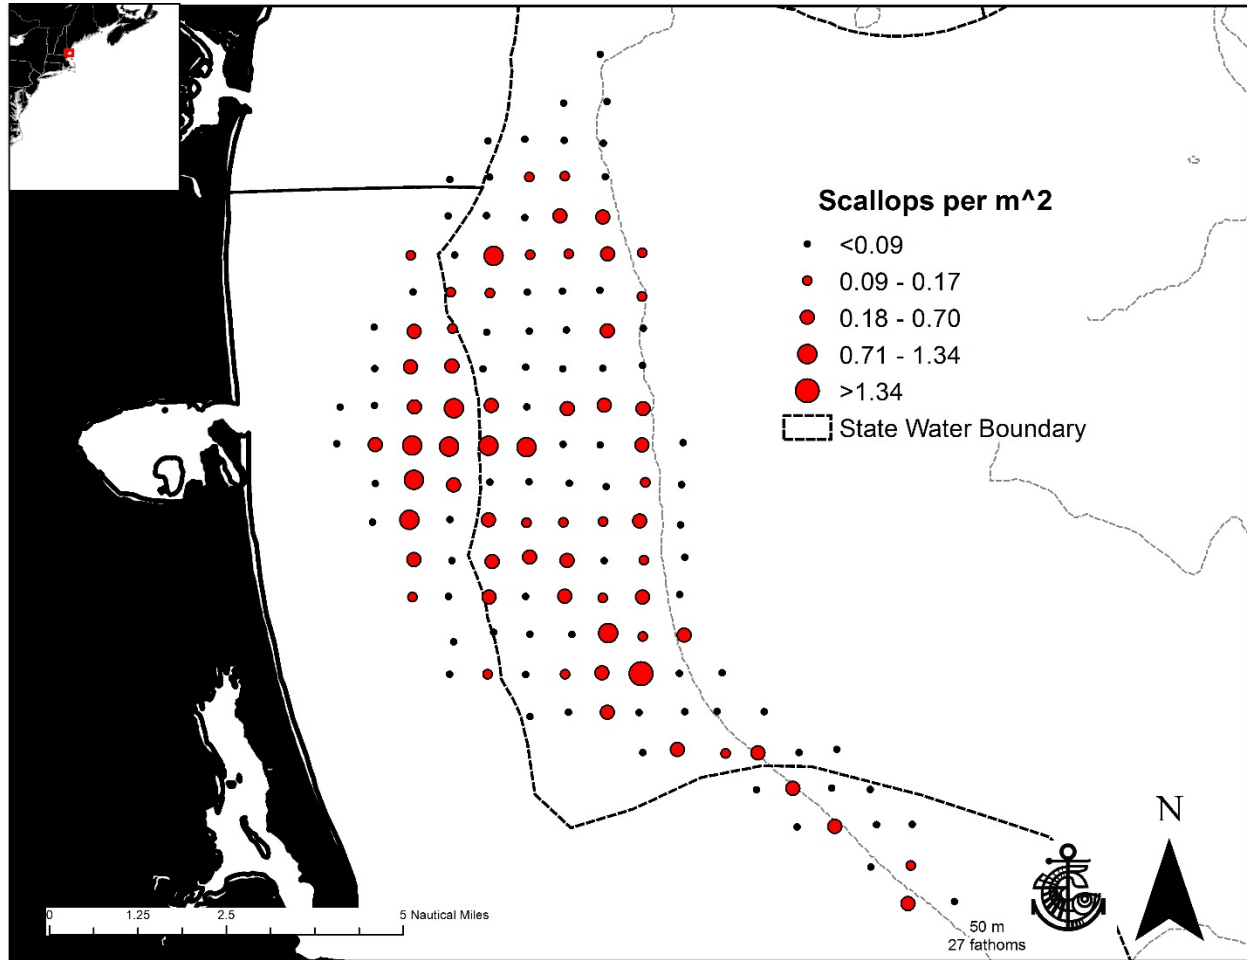 Scallops per m^2
<0.09
0.09 - 0.17
0.18 - 0.70
0.71 - 1.34
>1.34
State Water Boundary
N
0 1.25 2.5 5 Nautical Miles
50 m
27 fathoms